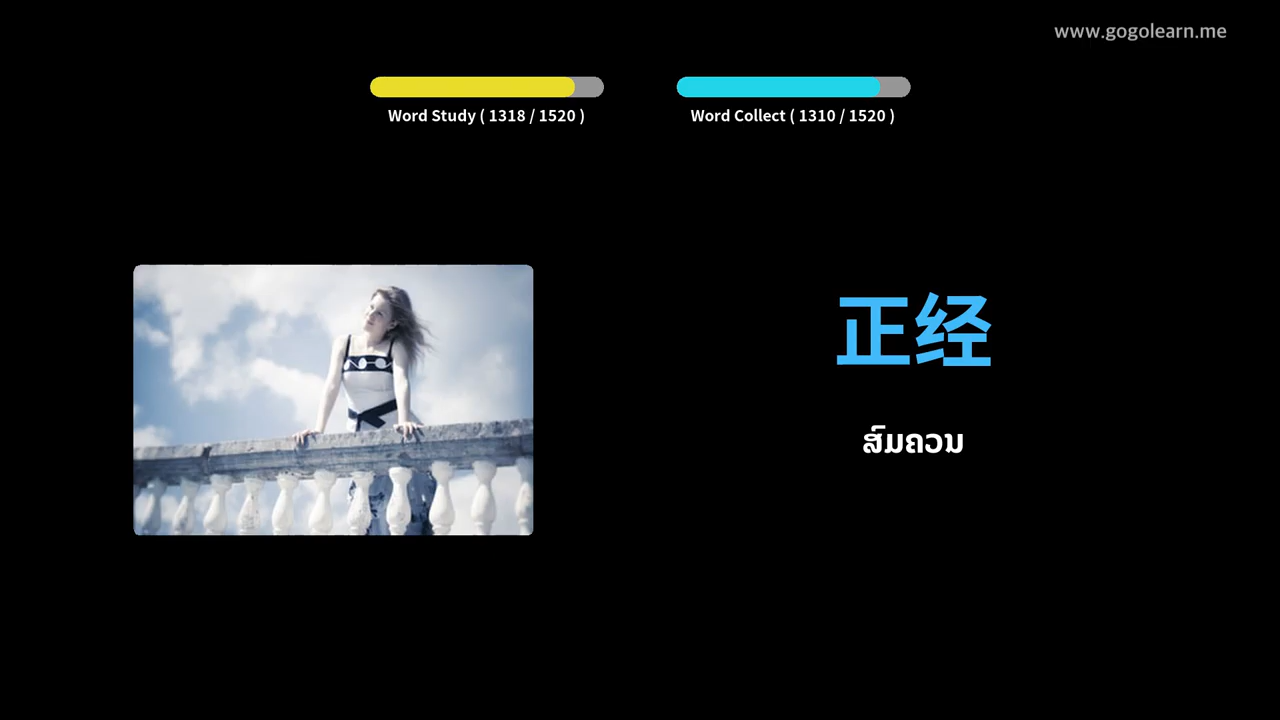 www.gogolearn.me
Word Study ( 1318 / 1520 )
Word Collect ( 1310 / 1520 )
正经
ສົມຄວນ